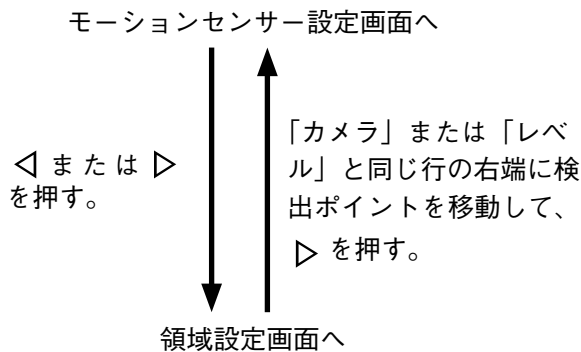 モーションセンサー設定画面へ
◁ または ▷
を押す。
「カメラ」または「レベ
ル」と同じ行の右端に検
出ポイントを移動して、
▷ を押す。
領域設定画面へ